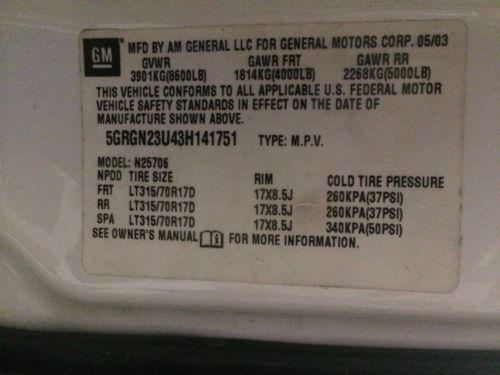 GM
MFD BY AM GENERAL LLC FOR GENERAL MOTORS CORP. 05/03
GVWR GAWR FRT GAWR RR
3901KG(8600LB) 1814KG(4000LB) 2268KG(5000LB)
THIS VEHICLE CONFORMS TO ALL APPLICABLE U.S. FEDERAL MOTOR
VEHICLE SAFETY STANDARDS IN EFFECT ON THE DATE OF
MANUFACTURE SHOWN ABOVE.
5GRGN23U43H141751 TYPE: M.P.V.
MODEL: N25706
NPDD TIRE SIZE RIM COLD TIRE PRESSURE
FRT LT315/70R17D 17X8.5J 260KPA(37PSI)
RR LT315/70R17D 17X8.5J 260KPA(37PSI)
SPA LT315/70R17D 17X8.5J 340KPA(50PSI)
SEE OWNER'S MANUAL FOR MORE INFORMATION.